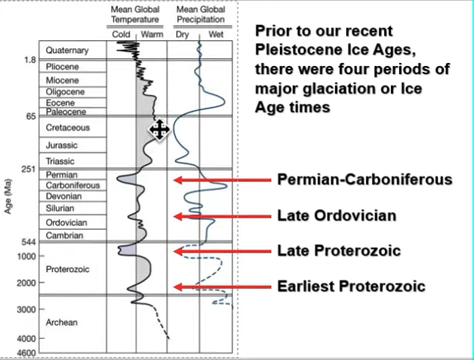 Mean Global Temperature
Mean Global Precipitation
Cold Warm Dry Wet
Quaternary
1.8
Pliocene
Miocene
Oligocene
Eocene
Paleocene
65
Cretaceous
Jurassic
Triassic
251
Permian
Carboniferous
Devonian
Silurian
Ordovician
Cambrian
544
1000
Proterozoic
2000
3000
Archean
4000
4600
Age (Ma)
Prior to our recent
Pleistocene Ice Ages,
there were four periods of
major glaciation or Ice
Age times
Permian-Carboniferous
Late Ordovician
Late Proterozoic
Earliest Proterozoic